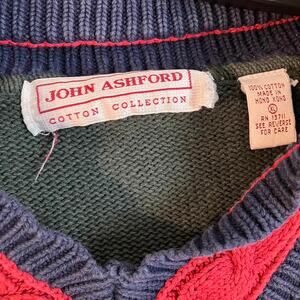 JOHN ASHFORD
COTTON COLLECTION
100% COTTON
MADE IN
HONG KONG
RN 13711
SEE REVERSE
FOR CARE